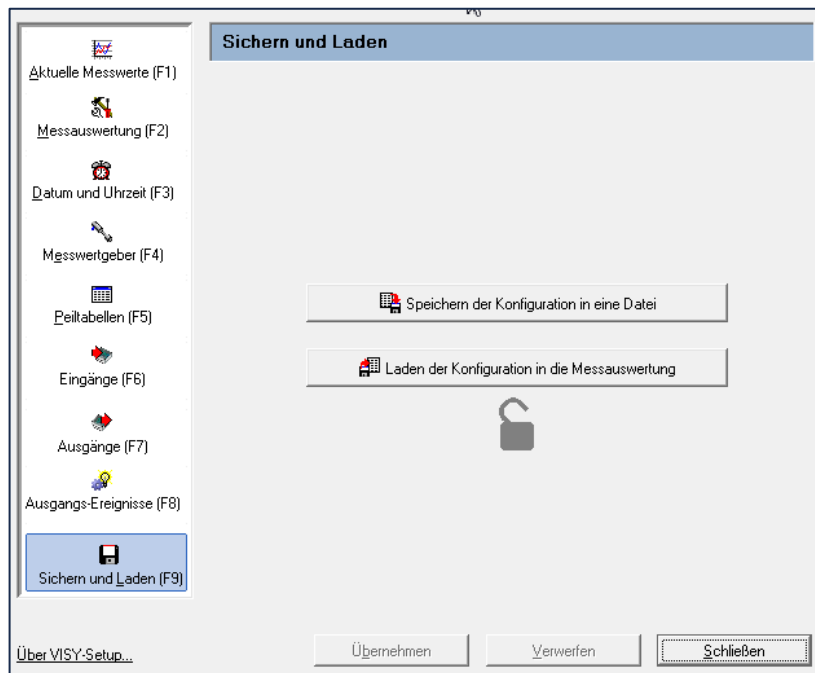 Sichern und Laden
Aktuelle Messwerte (F1)
Messauswertung (F2)
Datum und Uhrzeit (F3)
Messwertgeber (F4)
Peiltabellen (F5)
Eingänge (F6)
Ausgänge (F7)
Ausgangs-Ereignisse (F8)
Sichern und Laden (F9)
Speichern der Konfiguration in eine Datei
Laden der Konfiguration in die Messauswertung
Über VISY-Setup...
Übernehmen
Verwerfen
Schließen